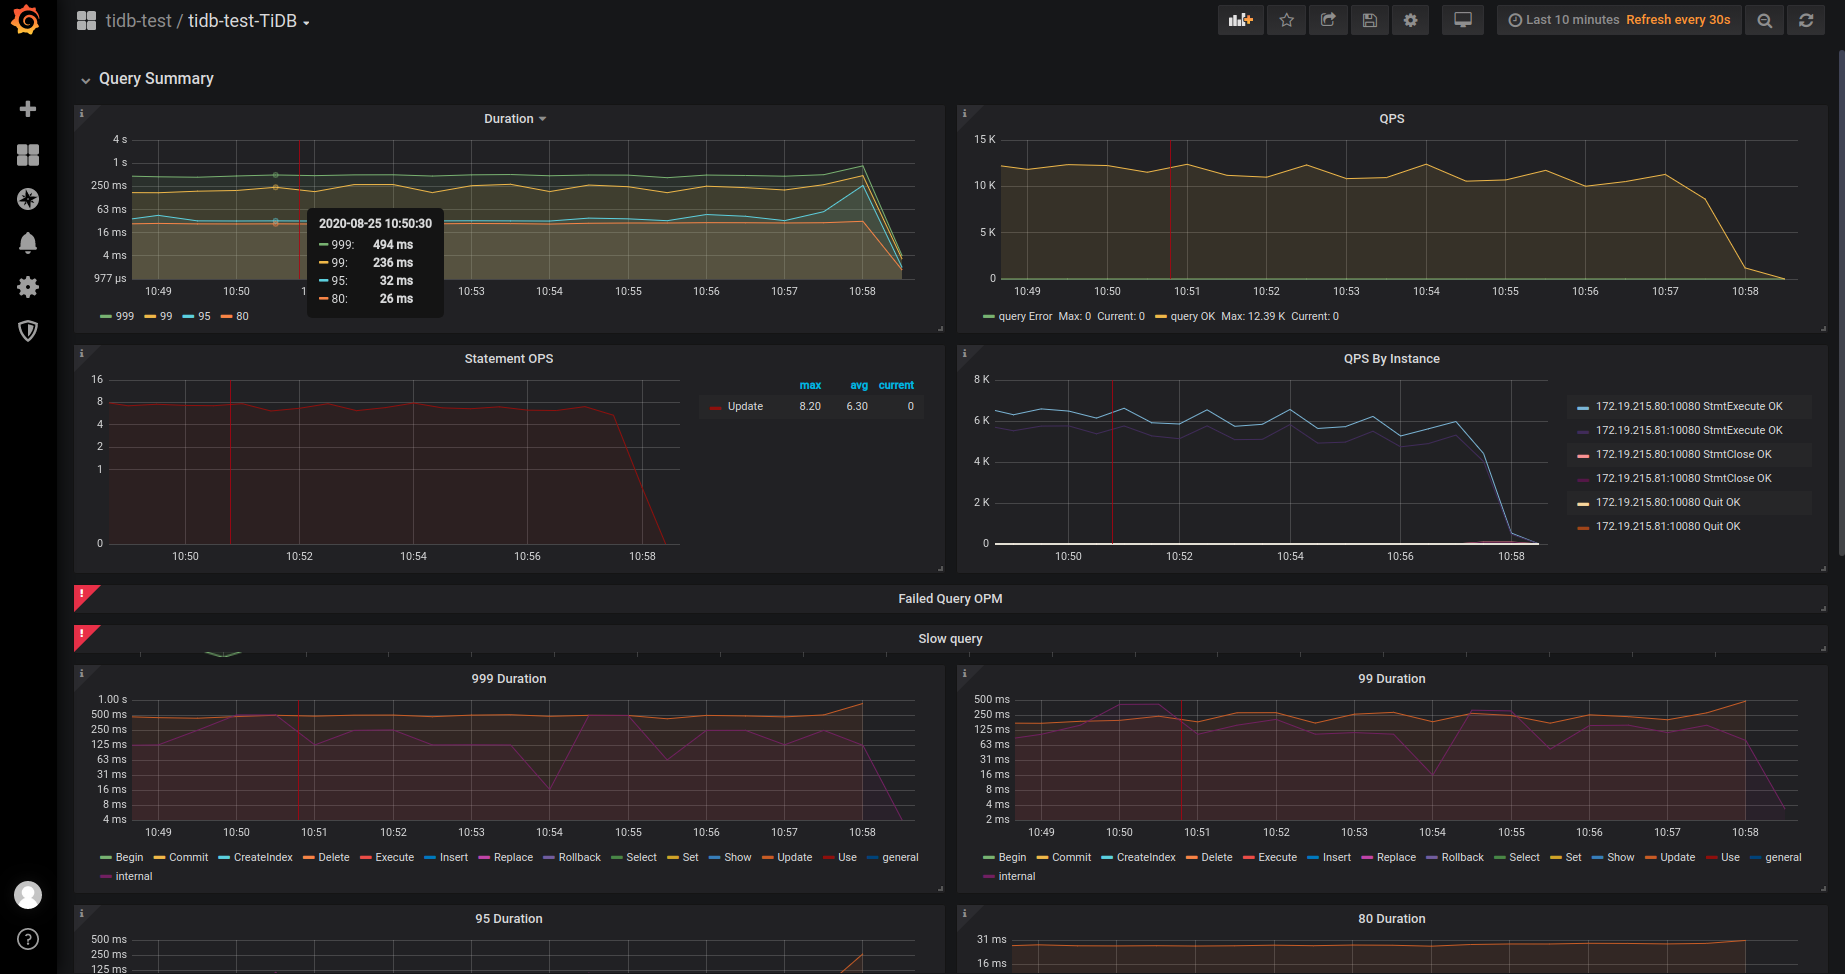 tidb-test / tidb-test-TiDB
Last 10 minutes Refresh every 30s
Query Summary
Duration
4 s
1 s
250 ms
63 ms
16 ms
4 ms
977 µs
10:49 10:50 1 10:53 10:54 10:55 10:56 10:57 10:58
2020-08-25 10:50:30
999: 494 ms
99: 236 ms
95: 32 ms
80: 26 ms
999 99 95 80
QPS
15 K
10 K
5 K
0
10:49 10:50 10:51 10:52 10:53 10:54 10:55 10:56 10:57 10:58
query Error Max: 0 Current: 0 query OK Max: 12.39 K Current: 0
Statement OPS
16
8
4
2
1
0
10:50 10:52 10:54 10:56 10:58
max avg current
Update 8.20 6.30 0
QPS By Instance
8 K
6 K
4 K
2 K
0
10:50 10:52 10:54 10:56 10:58
172.19.215.80:10080 StmtExecute OK
172.19.215.81:10080 StmtExecute OK
172.19.215.80:10080 StmtClose OK
172.19.215.81:10080 StmtClose OK
172.19.215.80:10080 Quit OK
172.19.215.81:10080 Quit OK
Failed Query OPM
Slow query
999 Duration
1.00 s
500 ms
250 ms
125 ms
63 ms
31 ms
16 ms
8 ms
4 ms
10:49 10:50 10:51 10:52 10:53 10:54 10:55 10:56 10:57 10:58
Begin Commit CreateIndex Delete Execute Insert Replace Rollback Select Set Show Update Use general
internal
99 Duration
500 ms
250 ms
125 ms
63 ms
31 ms
16 ms
8 ms
4 ms
2 ms
10:49 10:50 10:51 10:52 10:53 10:54 10:55 10:56 10:57 10:58
Begin Commit CreateIndex Delete Execute Insert Replace Rollback Select Set Show Update Use general
internal
95 Duration
500 ms
250 ms
125 ms
80 Duration
31 ms
16 ms